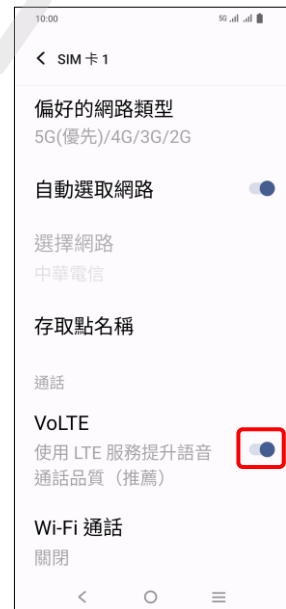 10:00
5G
SIM 卡 1
偏好的網路類型
5G(優先)/4G/3G/2G
自動選取網路
選擇網路
中華電信
存取點名稱
通話
VoLTE
使用 LTE 服務提升語音
通話品質（推薦）
Wi-Fi 通話
關閉